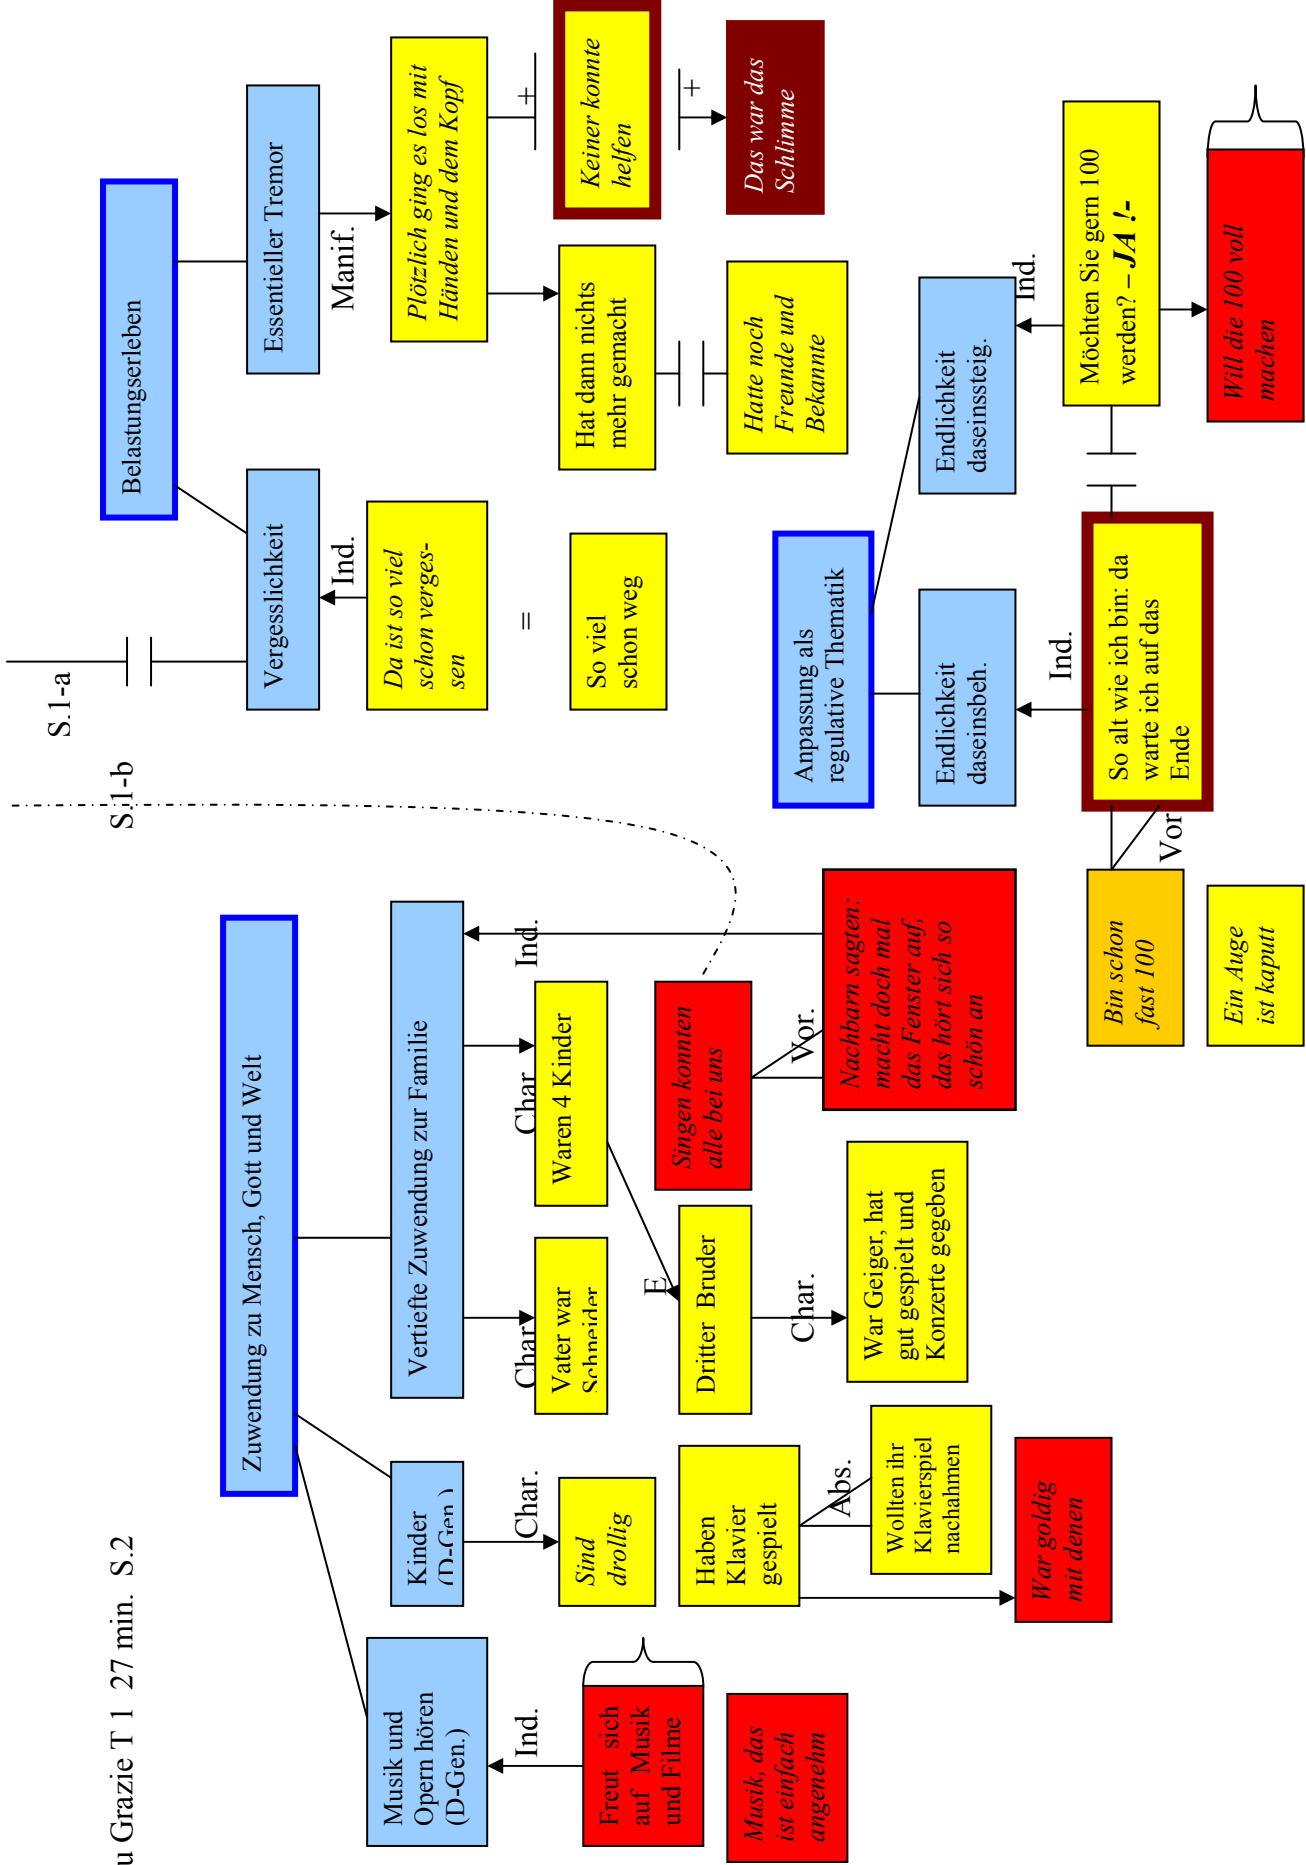 u Grazie T 1 27 min. S.2
S.1-b
S.1-a
Zuwendung zu Mensch, Gott und Welt
Musik und
Opern hören
(D-Gen.)
Ind.
Freut sich
auf Musik
und Filme
Musik, das
ist einfach
angenehm
Kinder
(D-Gen.)
Char.
Sind
drollig
Haben
Klavier
gespielt
Abs.
Wollten ihr
Klavierspiel
nachahmen
War goldig
mit denen
Vertiefte Zuwendung zur Familie
Char
Vater war
Schneider
Char
Waren 4 Kinder
E
Dritter Bruder
Char.
War Geiger, hat
gut gespielt und
Konzerte gegeben
Ind.
Singen konnten
alle bei uns
Vor.
Nachbarn sagten:
macht doch mal
das Fenster auf,
das hört sich so
schön an
Belastungserleben
Vergesslichkeit
Ind.
Da ist so viel
schon verges-
sen
=
So viel
schon weg
Essentieller Tremor
Manif.
Plötzlich ging es los mit
Händen und dem Kopf
Hat dann nichts
mehr gemacht
Hatte noch
Freunde und
Bekannte
+
Keiner konnte
helfen
+
Das war das
Schlimme
Anpassung als
regulative Thematik
Endlichkeit
daseinsbeh.
Ind.
So alt wie ich bin: da
warte ich auf das
Ende
Vor
Bin schon
fast 100
Ein Auge
ist kaputt
Endlichkeit
daseinssteig.
Ind.
Möchten Sie gern 100
werden? – JA !-
Will die 100 voll
machen